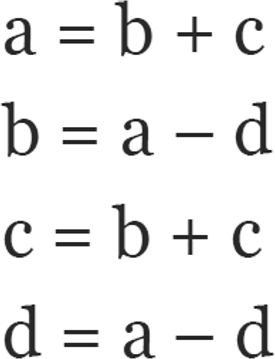 a = b + c
b = a − d
c = b + c
d = a − d